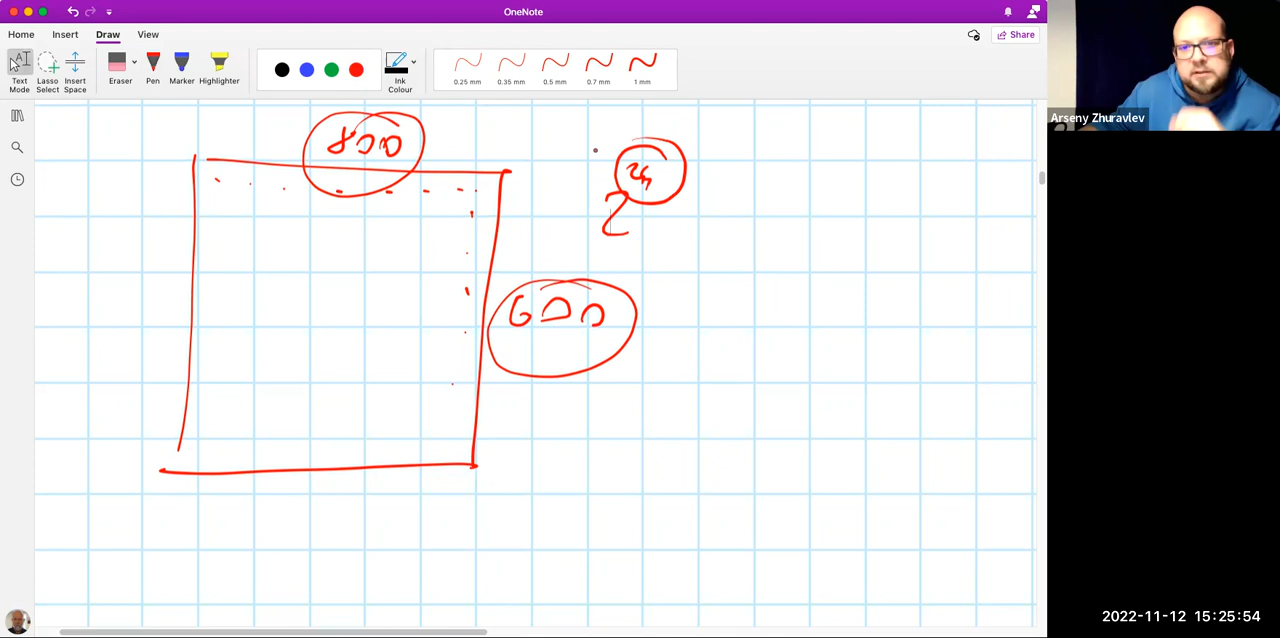 OneNote
Home Insert Draw View
Share
Text Mode
Lasso Select
Insert Space
Eraser
Pen
Marker
Highlighter
Ink Colour
0.25 mm
0.35 mm
0.5 mm
0.7 mm
1 mm
Arseny Zhuravlev
800
24
2
600
2022-11-12 15:25:54